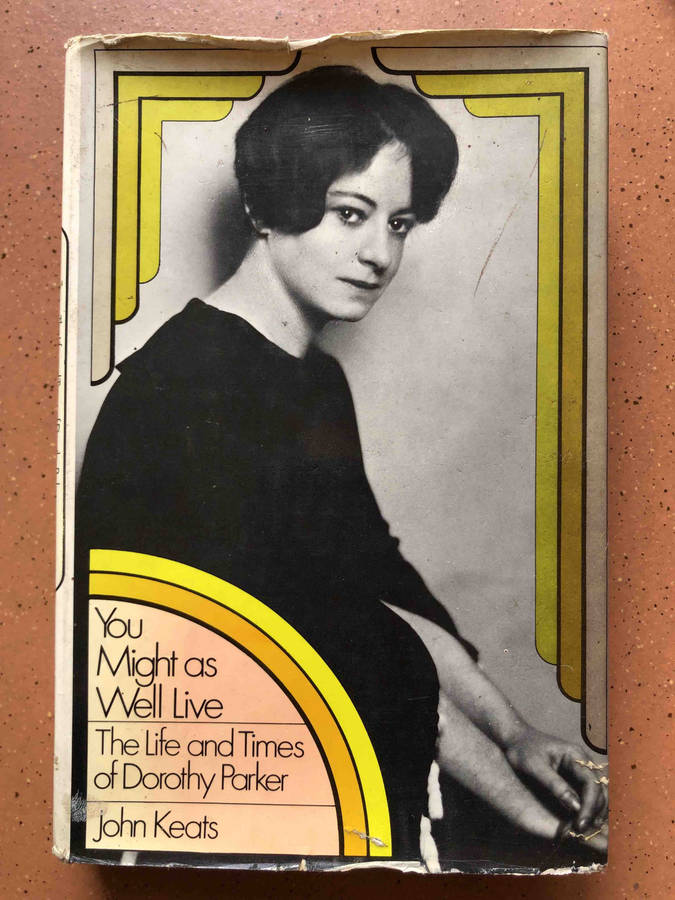 You
Might as
Well Live
The Life and Times
of Dorothy Parker
John Keats